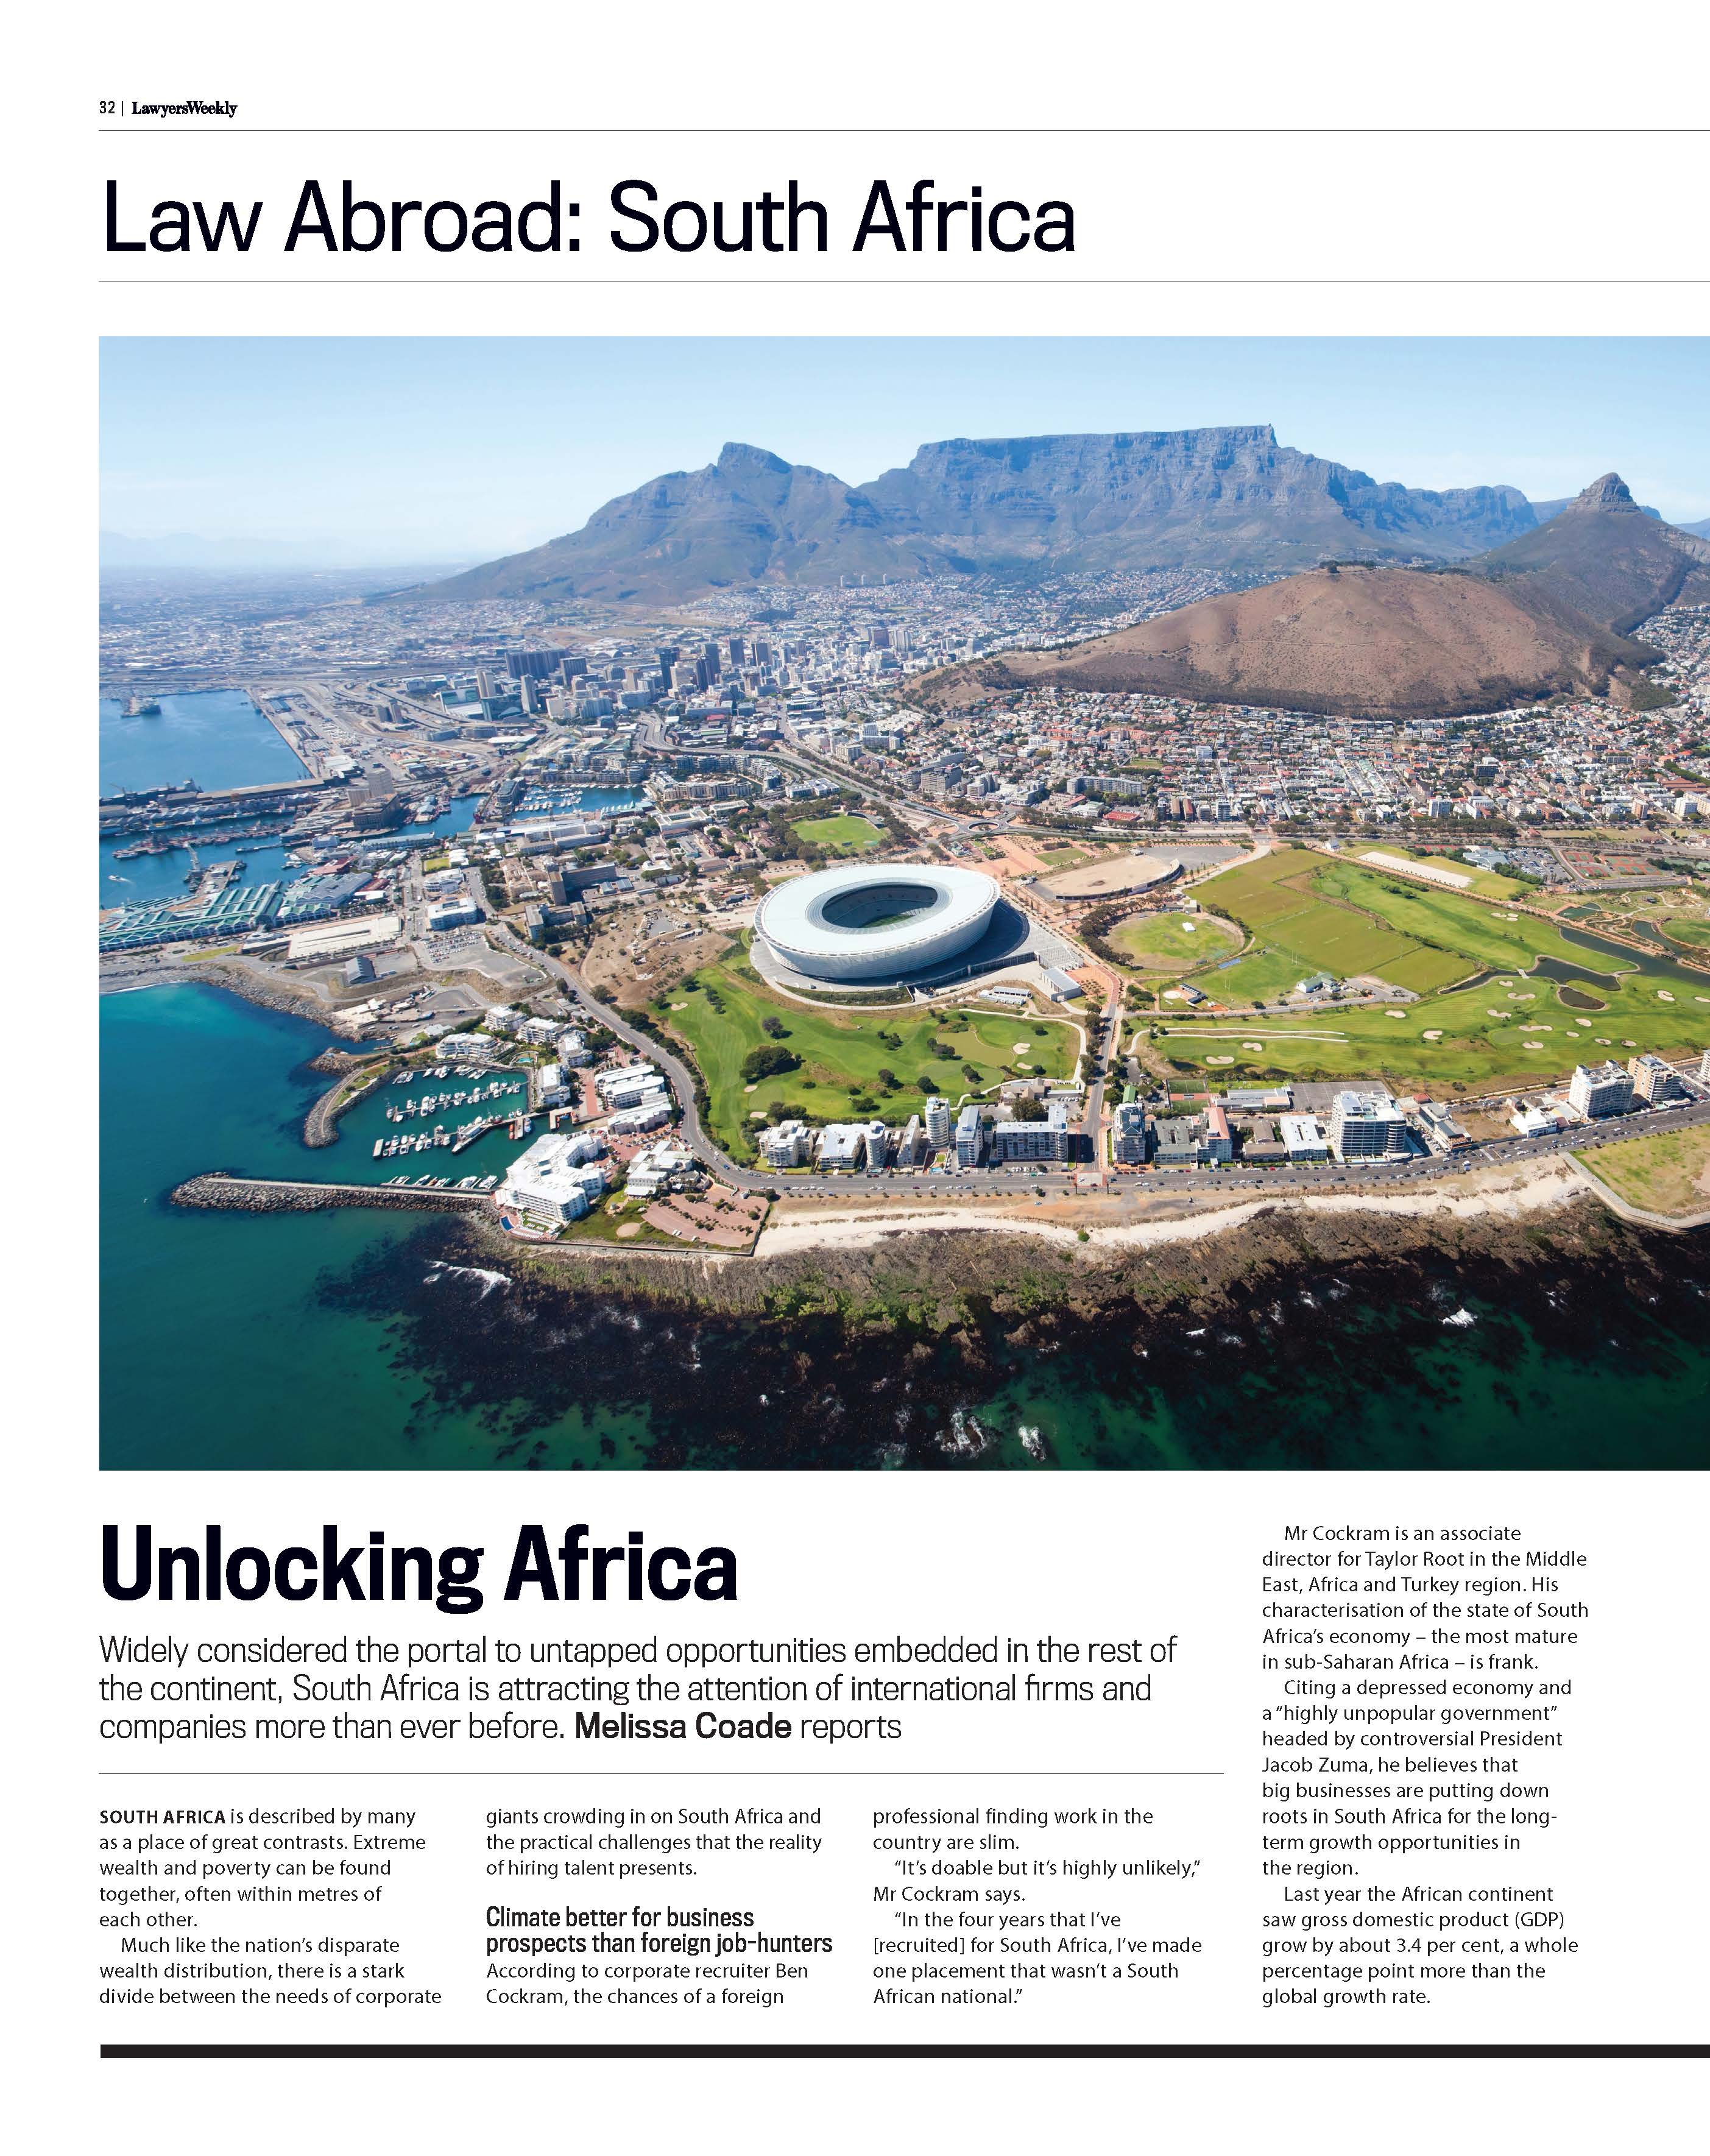 32 | LawyersWeekly
Law Abroad: South Africa
Unlocking Africa
Widely considered the portal to untapped opportunities embedded in the rest of
the continent, South Africa is attracting the attention of international firms and
companies more than ever before. Melissa Coade reports
SOUTH AFRICA is described by many
as a place of great contrasts. Extreme
wealth and poverty can be found
together, often within metres of
each other.
Much like the nation’s disparate
wealth distribution, there is a stark
divide between the needs of corporate
giants crowding in on South Africa and
the practical challenges that the reality
of hiring talent presents.
Climate better for business
prospects than foreign job-hunters
According to corporate recruiter Ben
Cockram, the chances of a foreign
professional finding work in the
country are slim.
“It’s doable but it’s highly unlikely,”
Mr Cockram says.
“In the four years that I’ve
[recruited] for South Africa, I’ve made
one placement that wasn’t a South
African national.”
Mr Cockram is an associate
director for Taylor Root in the Middle
East, Africa and Turkey region. His
characterisation of the state of South
Africa’s economy – the most mature
in sub-Saharan Africa – is frank.
Citing a depressed economy and
a “highly unpopular government”
headed by controversial President
Jacob Zuma, he believes that
big businesses are putting down
roots in South Africa for the long-
term growth opportunities in
the region.
Last year the African continent
saw gross domestic product (GDP)
grow by about 3.4 per cent, a whole
percentage point more than the
global growth rate.